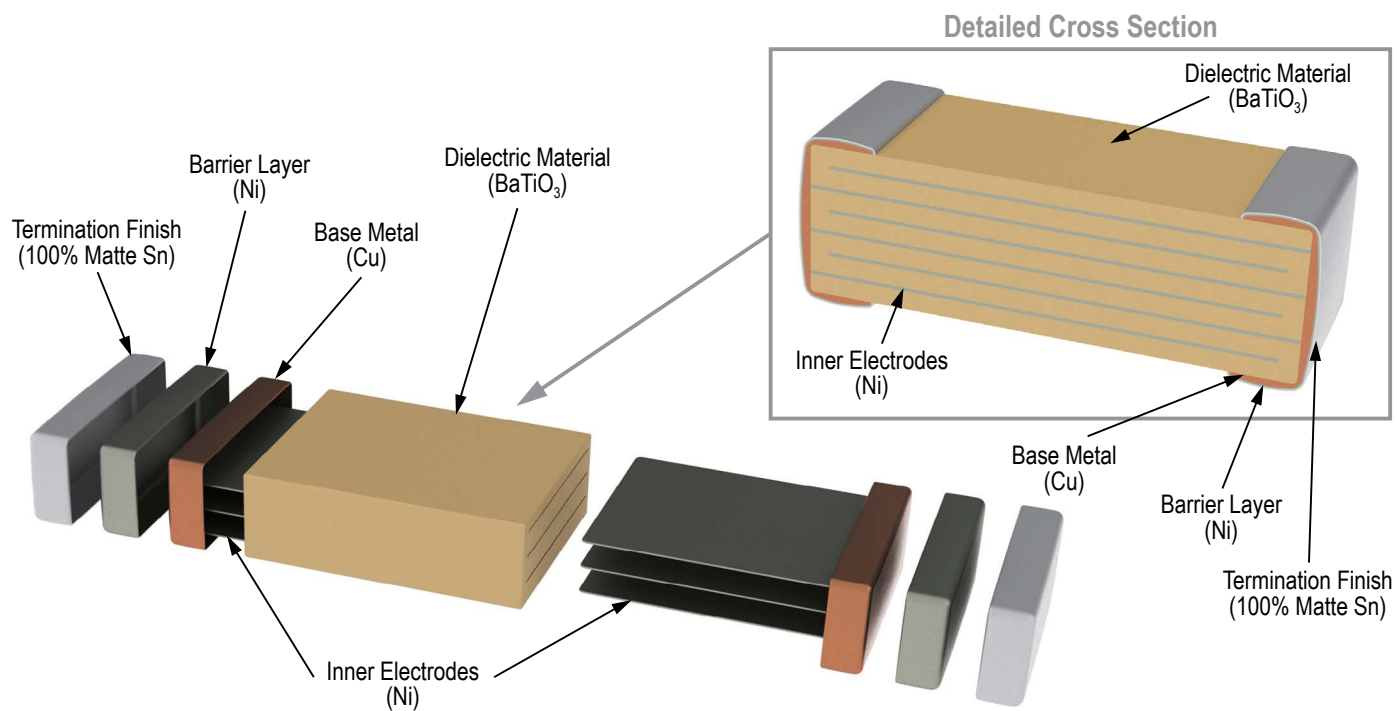 Detailed Cross Section
Dielectric Material
(BaTiO₃)
Inner Electrodes
(Ni)
Base Metal
(Cu)
Barrier Layer
(Ni)
Termination Finish
(100% Matte Sn)
Dielectric Material
(BaTiO₃)
Barrier Layer
(Ni)
Termination Finish
(100% Matte Sn)
Base Metal
(Cu)
Inner Electrodes
(Ni)